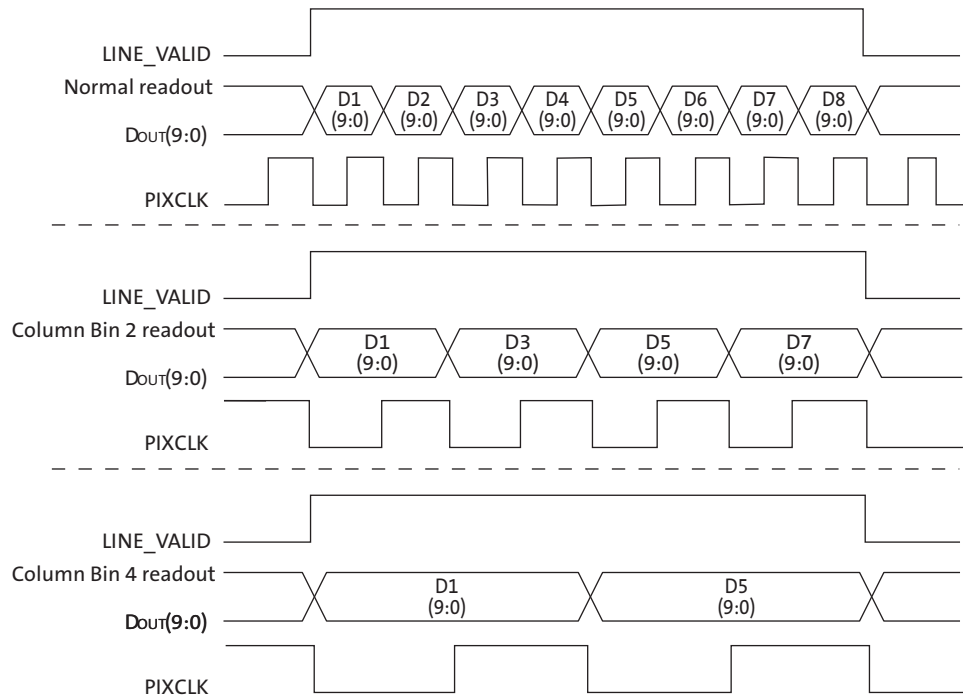 LINE_VALID
Normal readout
D1 D2 D3 D4 D5 D6 D7 D8
(9:0) (9:0) (9:0) (9:0) (9:0) (9:0) (9:0) (9:0)
DOUT(9:0)
PIXCLK
LINE_VALID
Column Bin 2 readout
D1 D3 D5 D7
(9:0) (9:0) (9:0) (9:0)
DOUT(9:0)
PIXCLK
LINE_VALID
Column Bin 4 readout
D1 D5
(9:0) (9:0)
DOUT(9:0)
PIXCLK